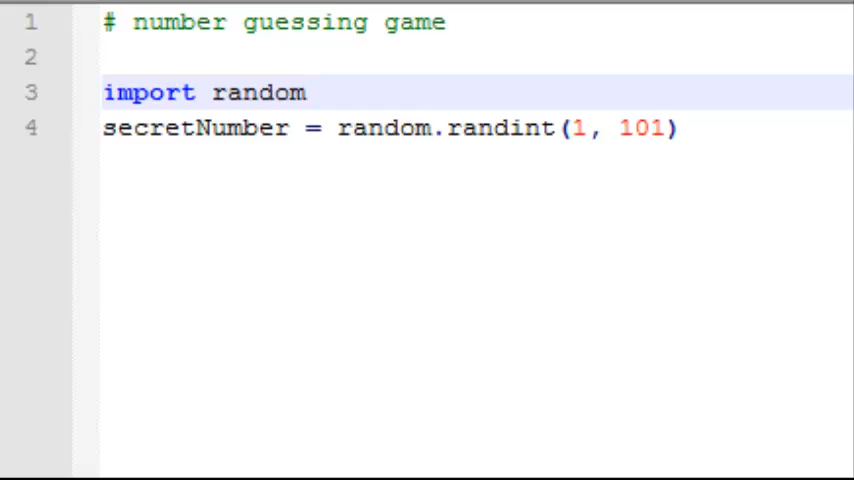 1 # number guessing game
2
3 import random
4 secretNumber = random.randint(1, 101)